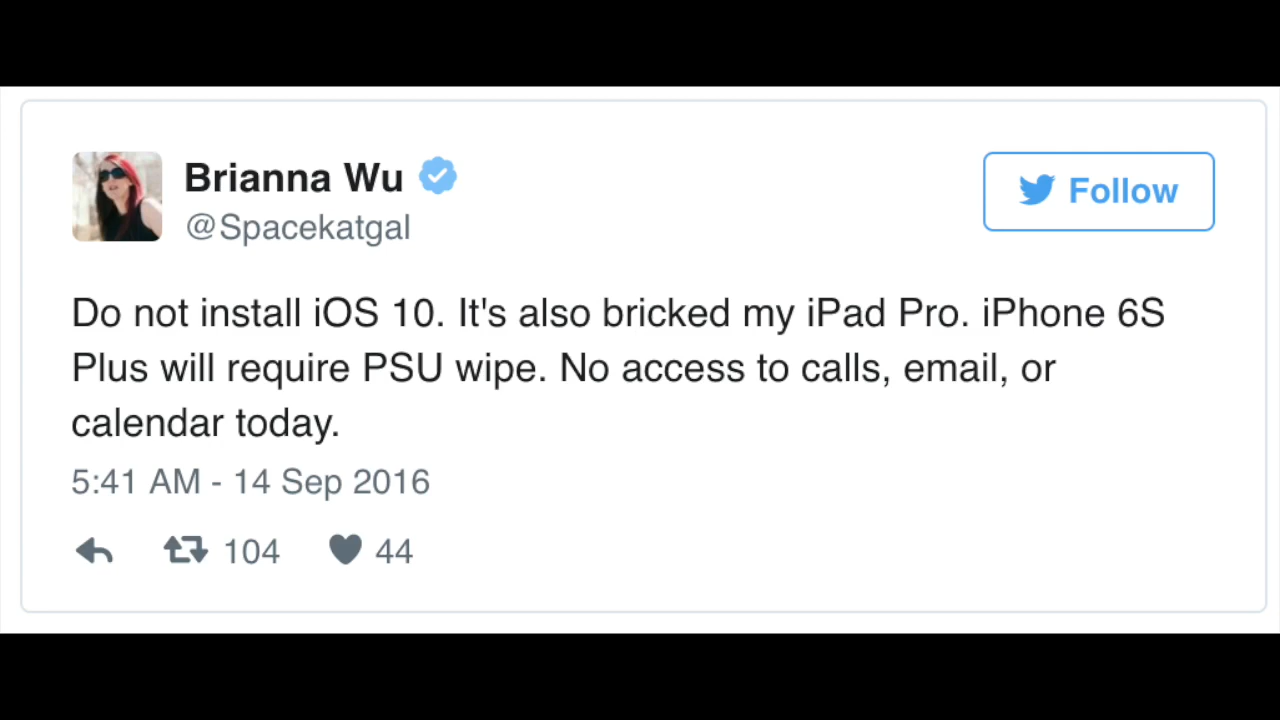 Brianna Wu
@Spacekatgal
Follow
Do not install iOS 10. It's also bricked my iPad Pro. iPhone 6S
Plus will require PSU wipe. No access to calls, email, or
calendar today.
5:41 AM - 14 Sep 2016
104 44